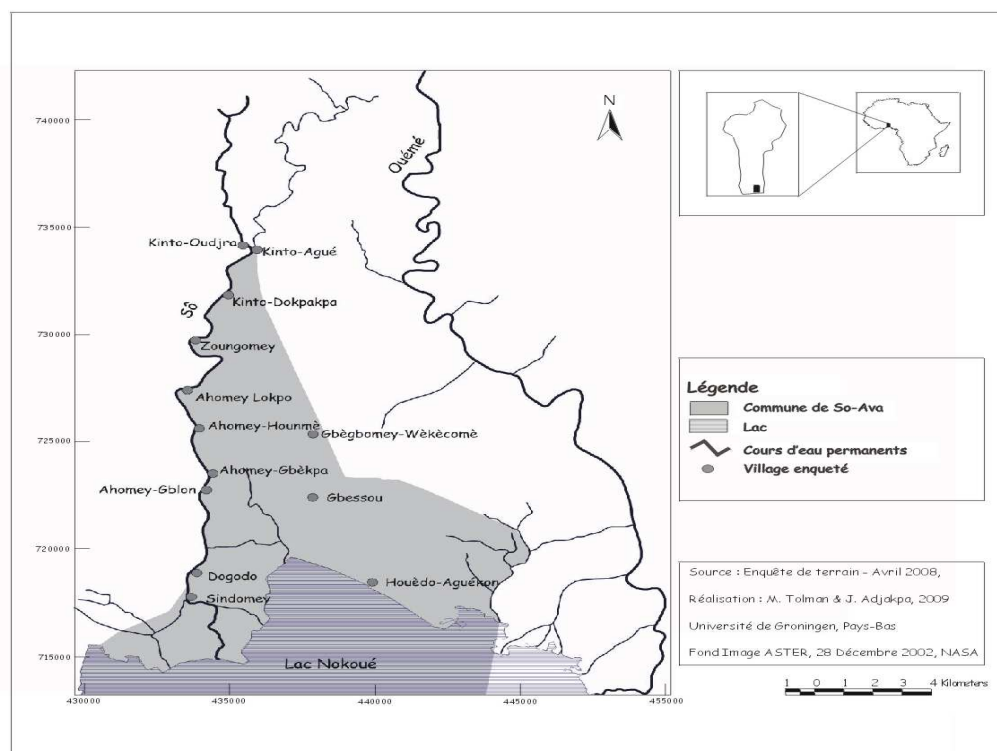 740000
735000
730000
725000
720000
715000
430000
435000
440000
445000
455000
N
Ouémé
Sô
Kinto-Oudjra
Kinto-Agué
Kinto-Dokpakpa
Zoungomey
Ahomey Lokpo
Ahomey-Hounmè
Gbègbomey-Wèkècomè
Ahomey-Gbèkpa
Ahomey-Gblon
Gbessou
Dogodo
Houèdo-Aguékon
Sindomey
Lac Nokoué
Légende
Commune de So-Ava
Lac
Cours d'eau permanents
Village enqueté
Source : Enquête de terrain - Avril 2008,
Réalisation : M. Tolman & J. Adjakpa, 2009
Université de Groningen, Pays-Bas
Fond Image ASTER, 28 Décembre 2002, NASA
1 0 1 2 3 4 Kilometers